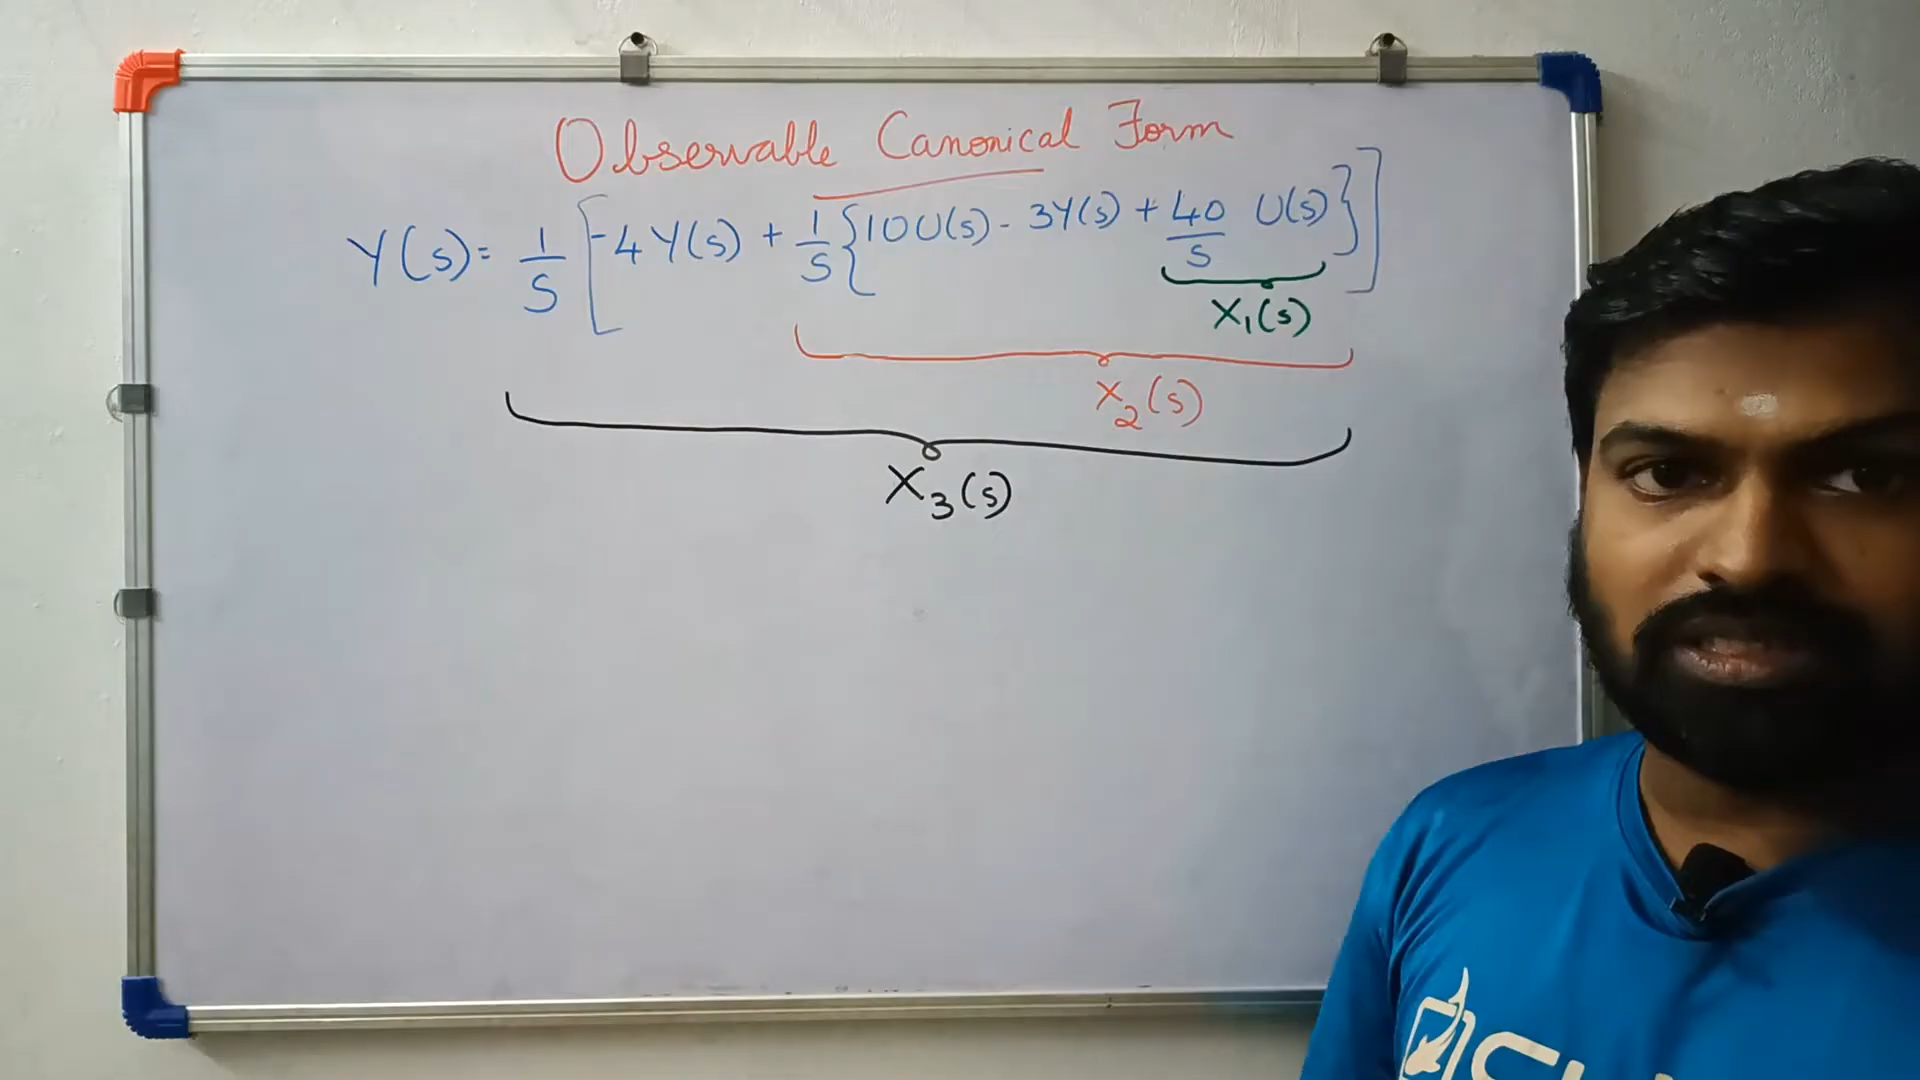 Observable Canonical Form
Y(s) = 1/S [-4Y(s) + 1/S {10U(s) - 3Y(s) + 40/S U(s)}]
X₁(s)
X₂(s)
X₃(s)